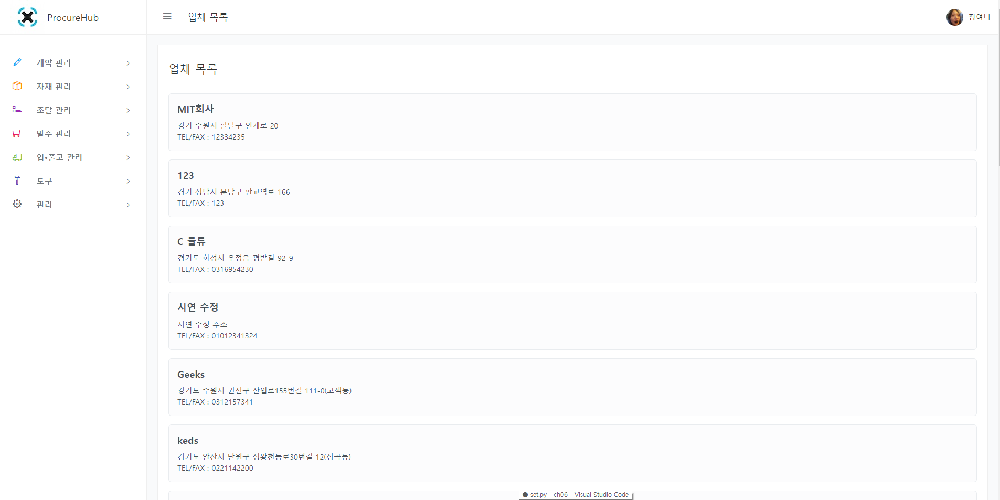 ProcureHub
업체 목록
장여니
계약 관리
자재 관리
조달 관리
발주 관리
입•출고 관리
도구
관리
업체 목록
MIT회사
경기 수원시 팔달구 인계로 20
TEL/FAX : 12334235
123
경기 성남시 분당구 판교역로 166
TEL/FAX : 123
C 물류
경기도 화성시 우정읍 평밭길 92-9
TEL/FAX : 0316954230
시연 수정
시연 수정 주소
TEL/FAX : 01012341324
Geeks
경기도 수원시 권선구 산업로155번길 111-0(고색동)
TEL/FAX : 0312157341
keds
경기도 안산시 단원구 정왕천동로30번길 12(성곡동)
TEL/FAX : 0221142200
● set.py - ch06 - Visual Studio Code